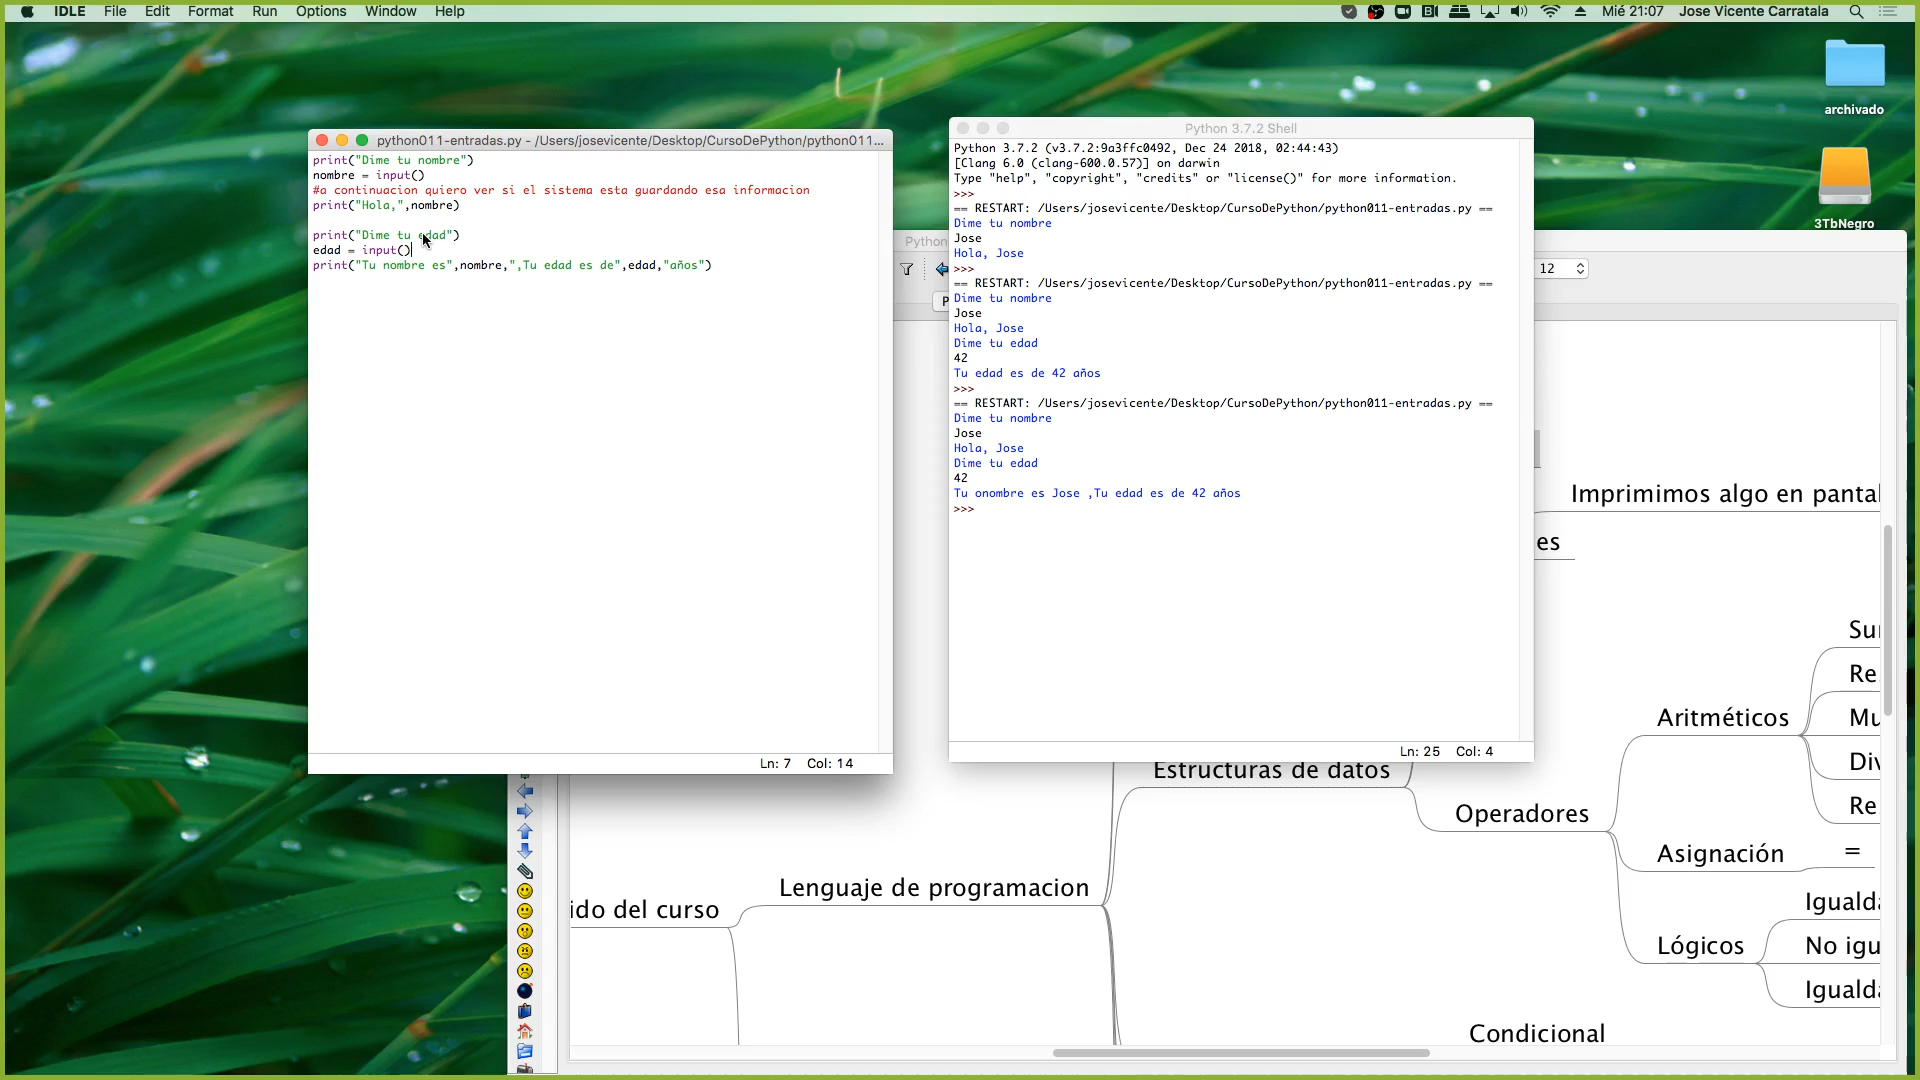 IDLE File Edit Format Run Options Window Help
Mié 21:07 Jose Vicente Carratala
archivado
3TbNegro
python011-entradas.py - /Users/josevicente/Desktop/CursoDePython/python011...
print("Dime tu nombre")
nombre = input()
#a continuacion quiero ver si el sistema esta guardando esa informacion
print("Hola,",nombre)
print("Dime tu edad")
edad = input()
print("Tu nombre es",nombre,",Tu edad es de",edad,"años")
Ln: 7 Col: 14
Python 3.7.2 Shell
Python 3.7.2 (v3.7.2:9a3ffc0492, Dec 24 2018, 02:44:43)
[Clang 6.0 (clang-600.0.57)] on darwin
Type "help", "copyright", "credits" or "license()" for more information.
>>>
== RESTART: /Users/josevicente/Desktop/CursoDePython/python011-entradas.py ==
Dime tu nombre
Jose
Hola, Jose
>>>
== RESTART: /Users/josevicente/Desktop/CursoDePython/python011-entradas.py ==
Dime tu nombre
Jose
Hola, Jose
Dime tu edad
42
Tu edad es de 42 años
>>>
== RESTART: /Users/josevicente/Desktop/CursoDePython/python011-entradas.py ==
Dime tu nombre
Jose
Hola, Jose
Dime tu edad
42
Tu onombre es Jose ,Tu edad es de 42 años
>>>
Ln: 25 Col: 4
Python
12
P
Imprimimos algo en pantal
es
Su
Re
Aritméticos
Mu
Div
Re
Estructuras de datos
Operadores
Asignación
=
Lenguaje de programacion
ido del curso
Igualda
Lógicos
No igu
Igualda
Condicional